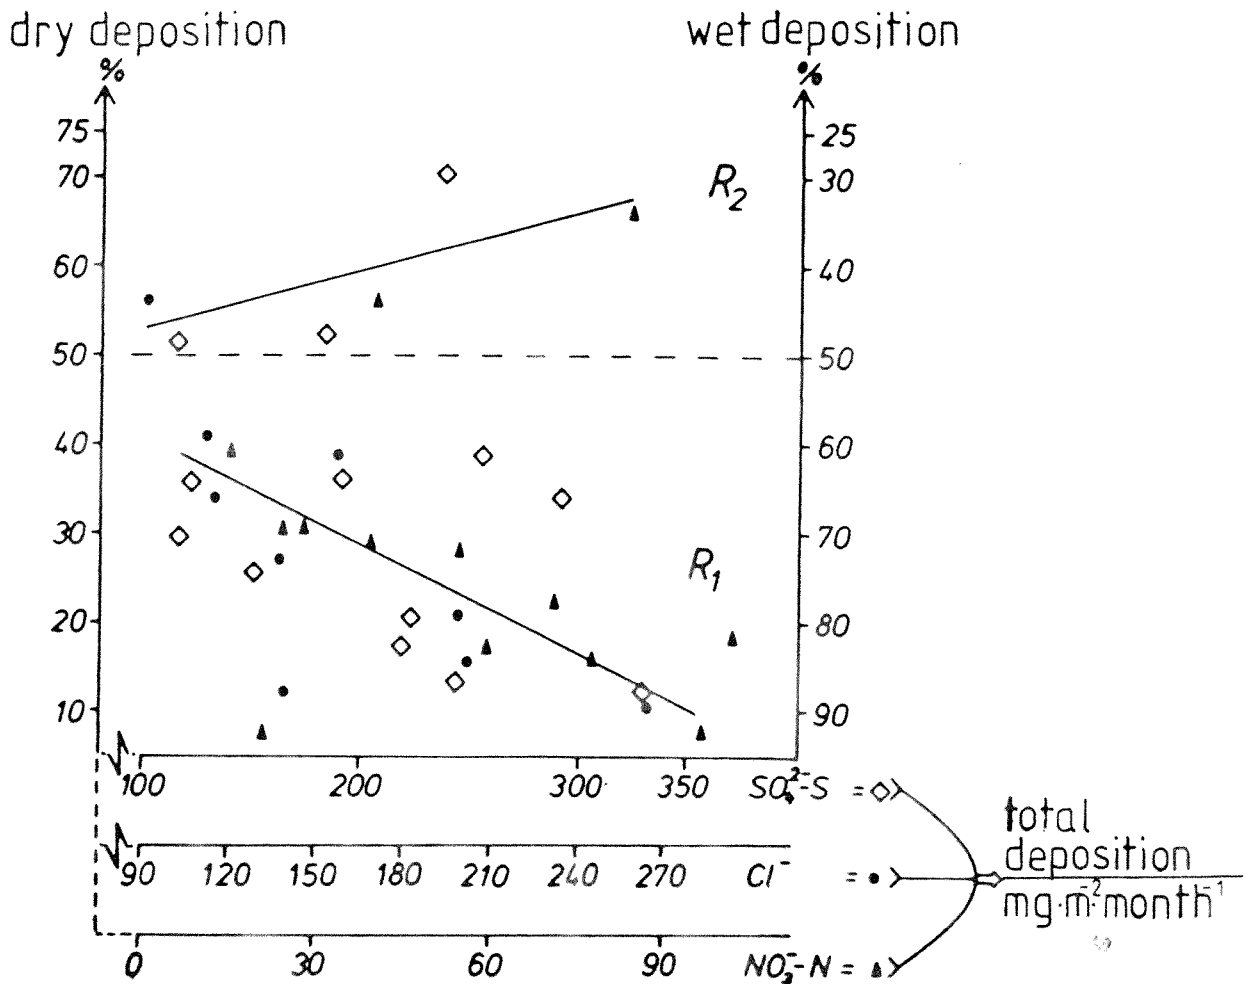 dry deposition
wet deposition
%
%
75
70
60
50
40
30
20
10
25
30
40
50
60
70
80
90
R₂
R₁
100 200 300 350 SO₄²⁻-S =
90 120 150 180 210 240 270 Cl⁻ =
0 30 60 90 NO₃⁻-N =
total
deposition
mg·m⁻²month⁻¹